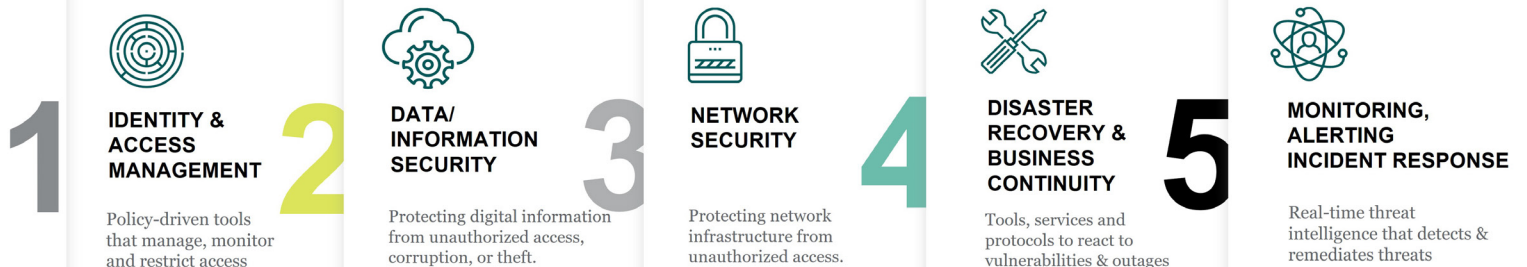 1
IDENTITY &
ACCESS
MANAGEMENT
Policy-driven tools
that manage, monitor
and restrict access
2
DATA/
INFORMATION
SECURITY
Protecting digital information
from unauthorized access,
corruption, or theft.
3
NETWORK
SECURITY
Protecting network
infrastructure from
unauthorized access.
4
DISASTER
RECOVERY &
BUSINESS
CONTINUITY
Tools, services and
protocols to react to
vulnerabilities & outages
5
MONITORING,
ALERTING
INCIDENT RESPONSE
Real-time threat
intelligence that detects &
remediates threats